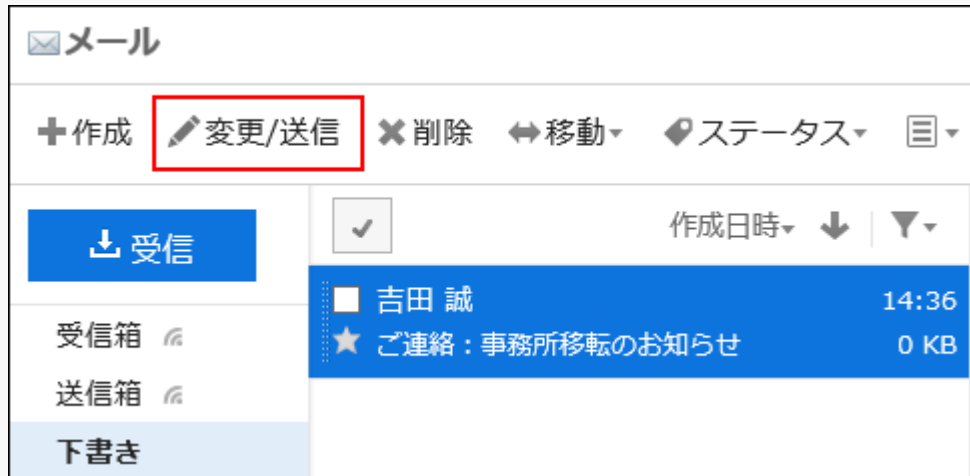 メール
作成 変更/送信 削除 移動 ステータス
受信
作成日時
吉田 誠 14:36
ご連絡：事務所移転のお知らせ 0 KB
受信箱
送信箱
下書き